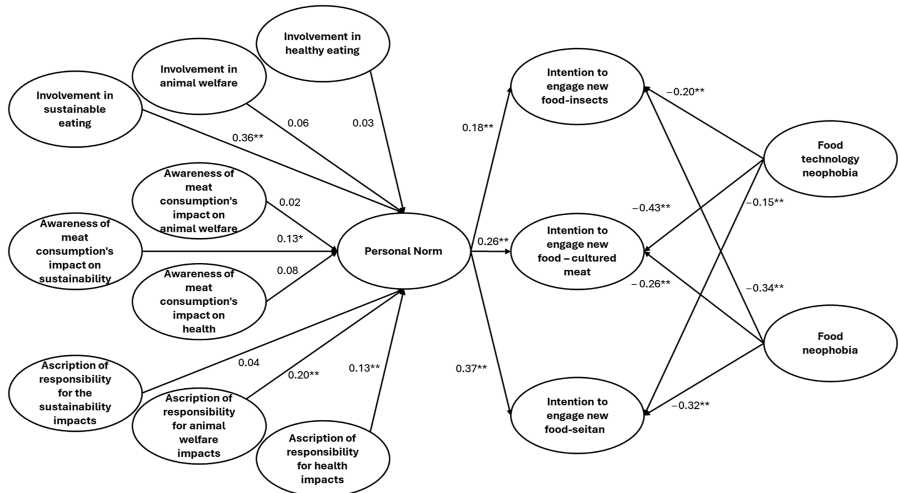 Involvement in
healthy eating
Involvement in
animal welfare
Involvement in
sustainable
eating
0.36**
0.06
0.03
Awareness of
meat
consumption's
impact on
animal welfare
0.02
Awareness of
meat
consumption's
impact on
sustainability
0.13*
Awareness of
meat
consumption's
impact on
health
0.08
Personal Norm
Ascription of
responsibility
for the
sustainability
impacts
0.04
Ascription of
responsibility
for animal
welfare
impacts
0.20**
Ascription of
responsibility
for health
impacts
0.13**
0.18**
0.26**
0.37**
Intention to
engage new
food-insects
Intention to
engage new
food – cultured
meat
Intention to
engage new
food-seitan
−0.20**
−0.43**
−0.15**
−0.34**
−0.26**
−0.32**
Food
technology
neophobia
Food
neophobia